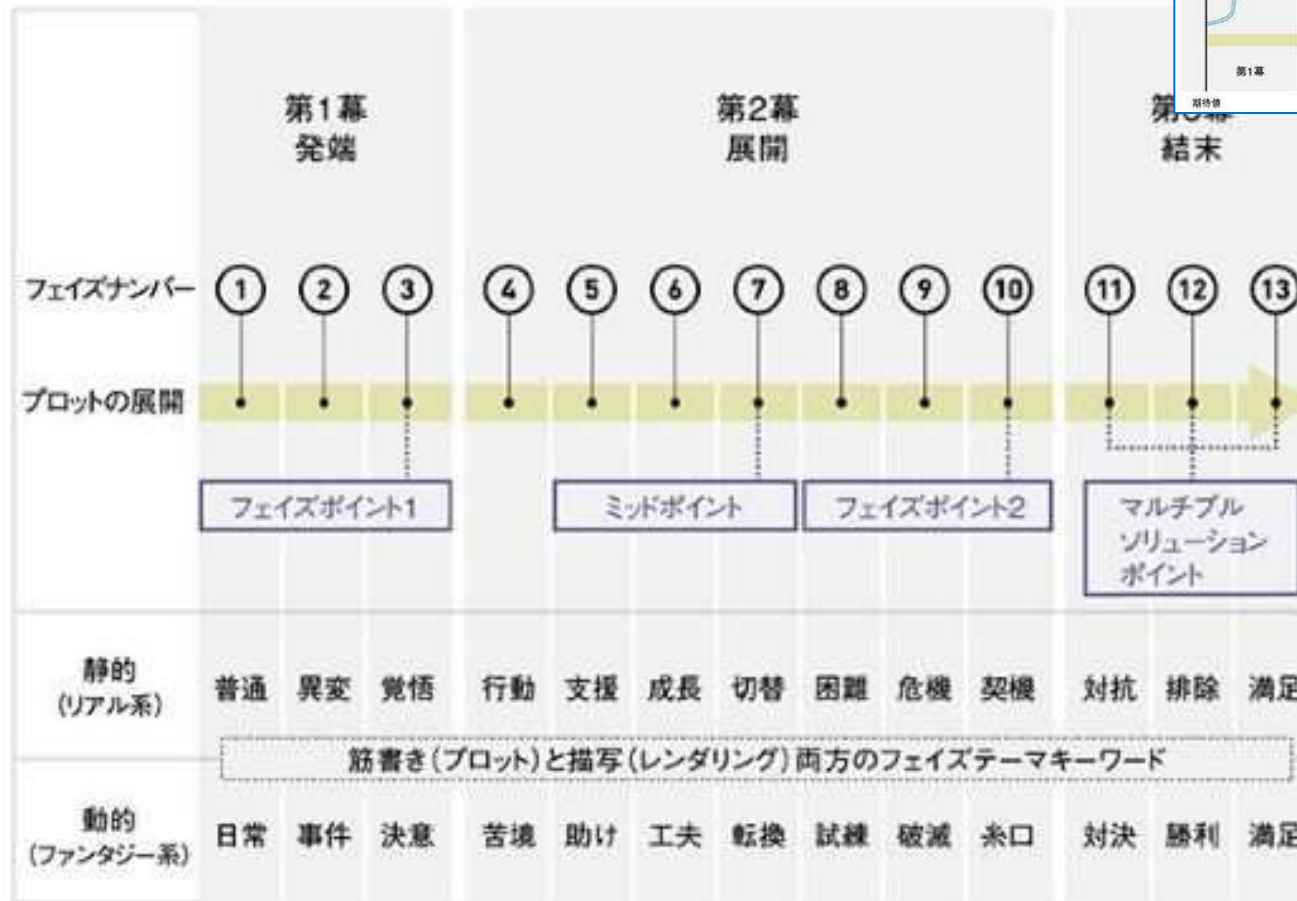 第1幕
発端
第2幕
展開
第
結末
第1幕
期待値
フェイズナンバー
1 2 3 4 5 6 7 8 9 10 11 12 13
プロットの展開
フェイズポイント1
ミッドポイント
フェイズポイント2
マルチプル
ソリューション
ポイント
静的
(リアル系)
普通 異変 覚悟 行動 支援 成長 切替 困難 危機 契機 対抗 排除 満足
筋書き(プロット)と描写(レンダリング)両方のフェイズテーマキーワード
動的
(ファンタジー系)
日常 事件 決意 苦境 助け 工夫 転換 試練 破滅 糸口 対決 勝利 満足